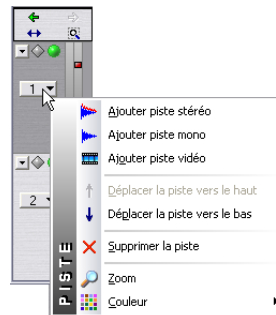 1
Ajouter piste stéréo
Ajouter piste mono
Ajouter piste vidéo
Déplacer la piste vers le haut
Déplacer la piste vers le bas
Supprimer la piste
Zoom
Couleur
PISTE
2